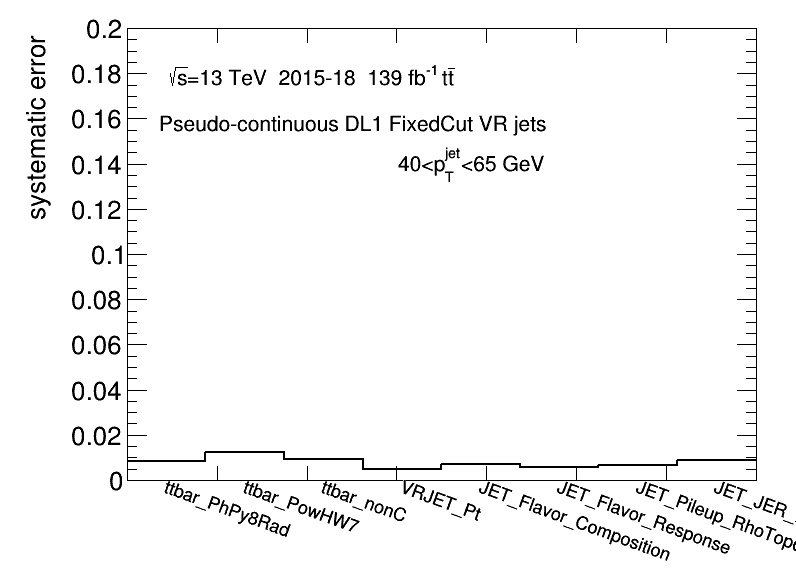 systematic error
0.2
0.18
0.16
0.14
0.12
0.1
0.08
0.06
0.04
0.02
0
√s=13 TeV 2015-18 139 fb⁻¹ tt̄
Pseudo-continuous DL1 FixedCut VR jets
40<p_T^jet<65 GeV
ttbar_PhPy8Rad
ttbar_PowHW7
ttbar_nonC
VRJET_Pt
JET_Flavor_Composition
JET_Flavor_Response
JET_Pileup_RhoTopo
JET_JER_